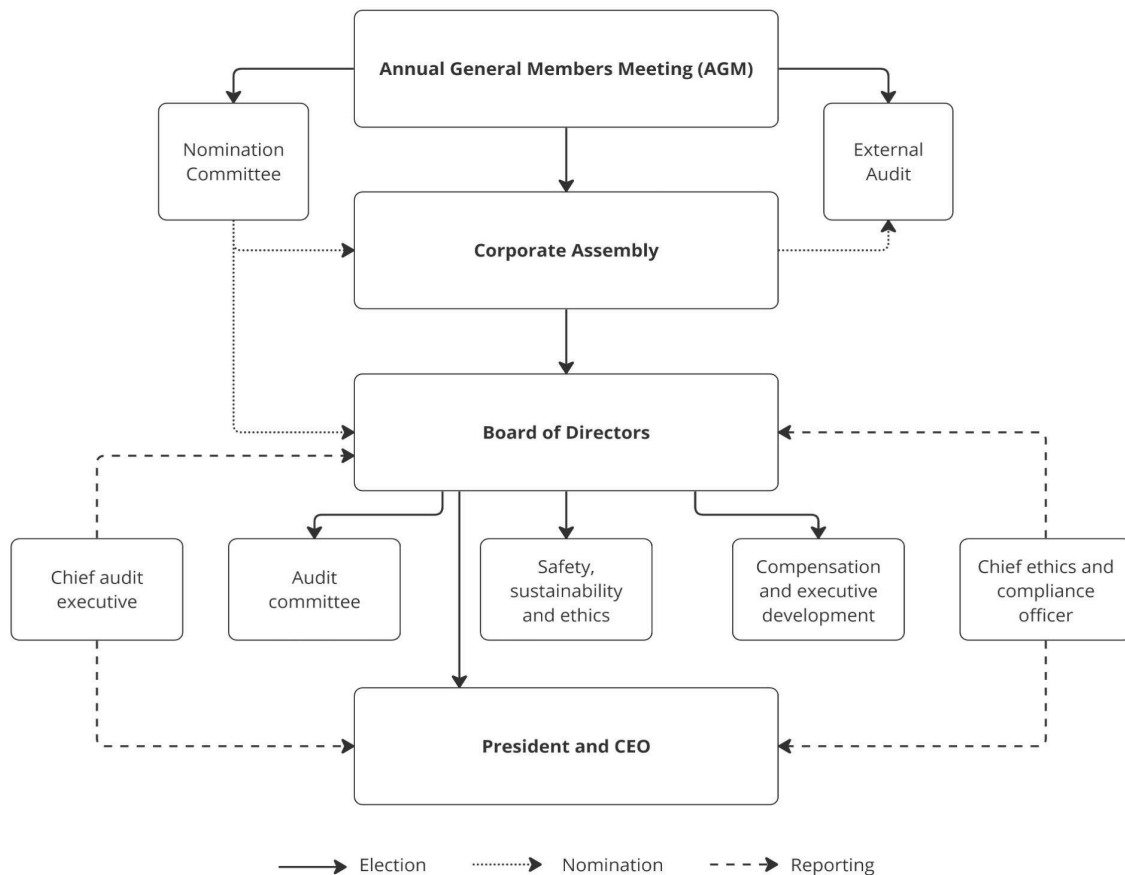 Annual General Members Meeting (AGM)
Nomination
Committee
External
Audit
Corporate Assembly
Board of Directors
Chief audit
executive
Audit
committee
Safety,
sustainability
and ethics
Compensation
and executive
development
Chief ethics and
compliance
officer
President and CEO
Election
Nomination
Reporting